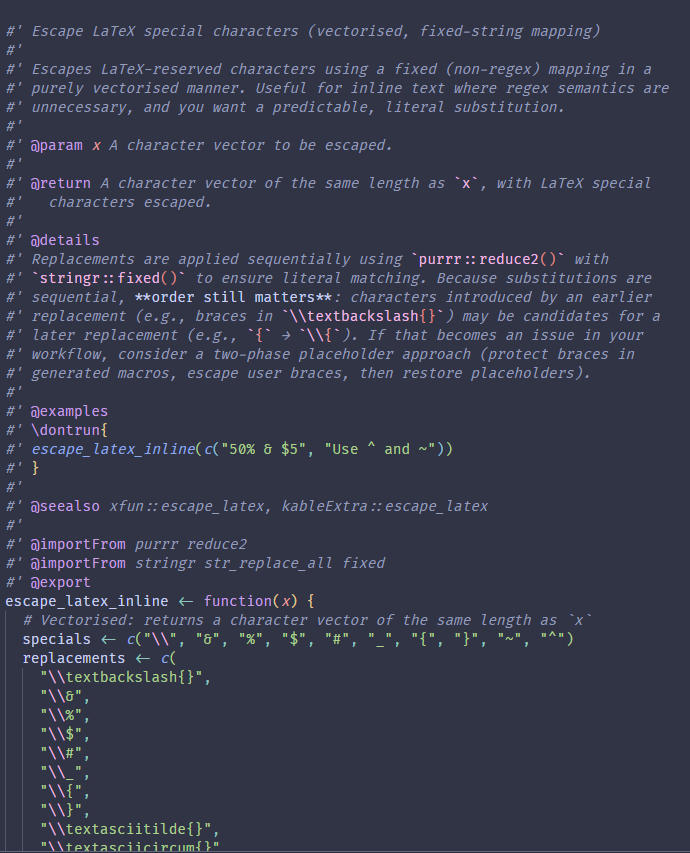 #' Escape LaTeX special characters (vectorised, fixed-string mapping)
#'
#' Escapes LaTeX-reserved characters using a fixed (non-regex) mapping in a
#' purely vectorised manner. Useful for inline text where regex semantics are
#' unnecessary, and you want a predictable, literal substitution.
#'
#' @param x A character vector to be escaped.
#'
#' @return A character vector of the same length as `x`, with LaTeX special
#'   characters escaped.
#'
#' @details
#' Replacements are applied sequentially using `purrr::reduce2()` with
#' `stringr::fixed()` to ensure literal matching. Because substitutions are
#' sequential, **order still matters**: characters introduced by an earlier
#' replacement (e.g., braces in `\\textbackslash{}`) may be candidates for a
#' later replacement (e.g., `{` → `\\{`). If that becomes an issue in your
#' workflow, consider a two-phase placeholder approach (protect braces in
#' generated macros, escape user braces, then restore placeholders).
#'
#' @examples
#' \dontrun{
#' escape_latex_inline(c("50% & $5", "Use ^ and ~"))
#' }
#'
#' @seealso xfun::escape_latex, kableExtra::escape_latex
#'
#' @importFrom purrr reduce2
#' @importFrom stringr str_replace_all fixed
#' @export
escape_latex_inline <- function(x) {
  # Vectorised: returns a character vector of the same length as `x`
  specials <- c("\\", "&", "%", "$", "#", "_", "{", "}", "~", "^")
  replacements <- c(
    "\\textbackslash{}",
    "\\&",
    "\\%",
    "\\$",
    "\\#",
    "\\_",
    "\\{",
    "\\}",
    "\\textasciitilde{}",
    "\\textasciicircum{}"